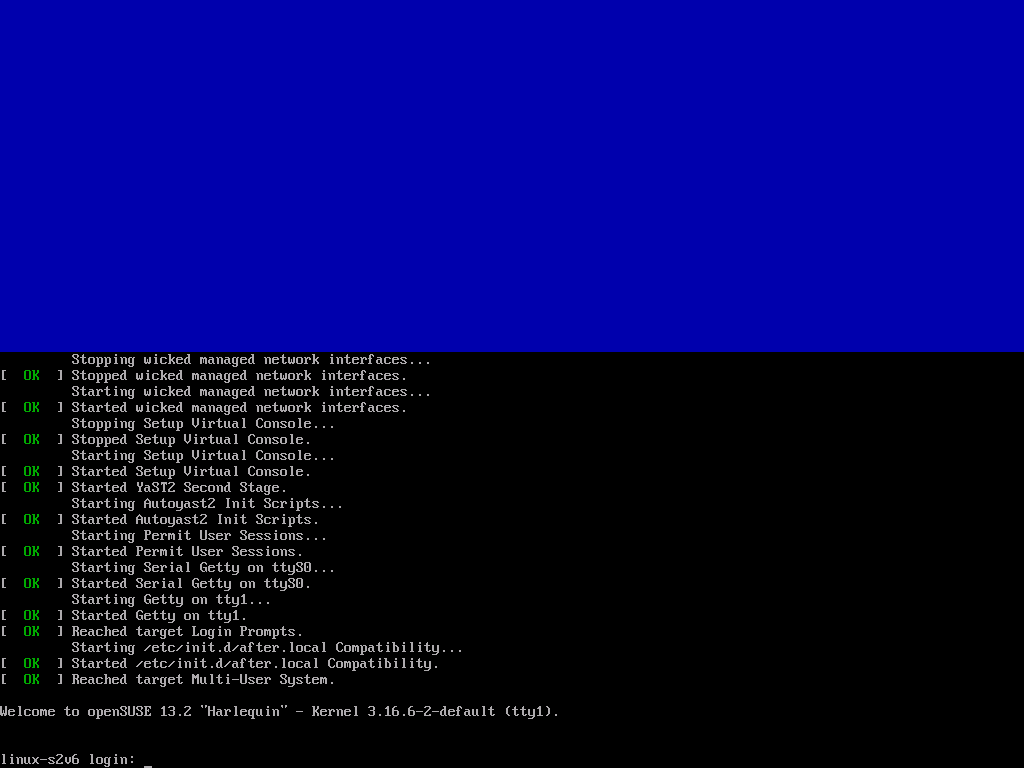 Stopping wicked managed network interfaces...
[  OK  ] Stopped wicked managed network interfaces.
Starting wicked managed network interfaces...
[  OK  ] Started wicked managed network interfaces.
Stopping Setup Virtual Console...
[  OK  ] Stopped Setup Virtual Console.
Starting Setup Virtual Console...
[  OK  ] Started Setup Virtual Console.
[  OK  ] Started YaST2 Second Stage.
Starting Autoyast2 Init Scripts...
[  OK  ] Started Autoyast2 Init Scripts.
Starting Permit User Sessions...
[  OK  ] Started Permit User Sessions.
Starting Serial Getty on ttyS0...
[  OK  ] Started Serial Getty on ttyS0.
Starting Getty on tty1...
[  OK  ] Started Getty on tty1.
[  OK  ] Reached target Login Prompts.
Starting /etc/init.d/after.local Compatibility...
[  OK  ] Started /etc/init.d/after.local Compatibility.
[  OK  ] Reached target Multi-User System.
Welcome to openSUSE 13.2 "Harlequin" - Kernel 3.16.6-2-default (tty1).
linux-s2v6 login: _